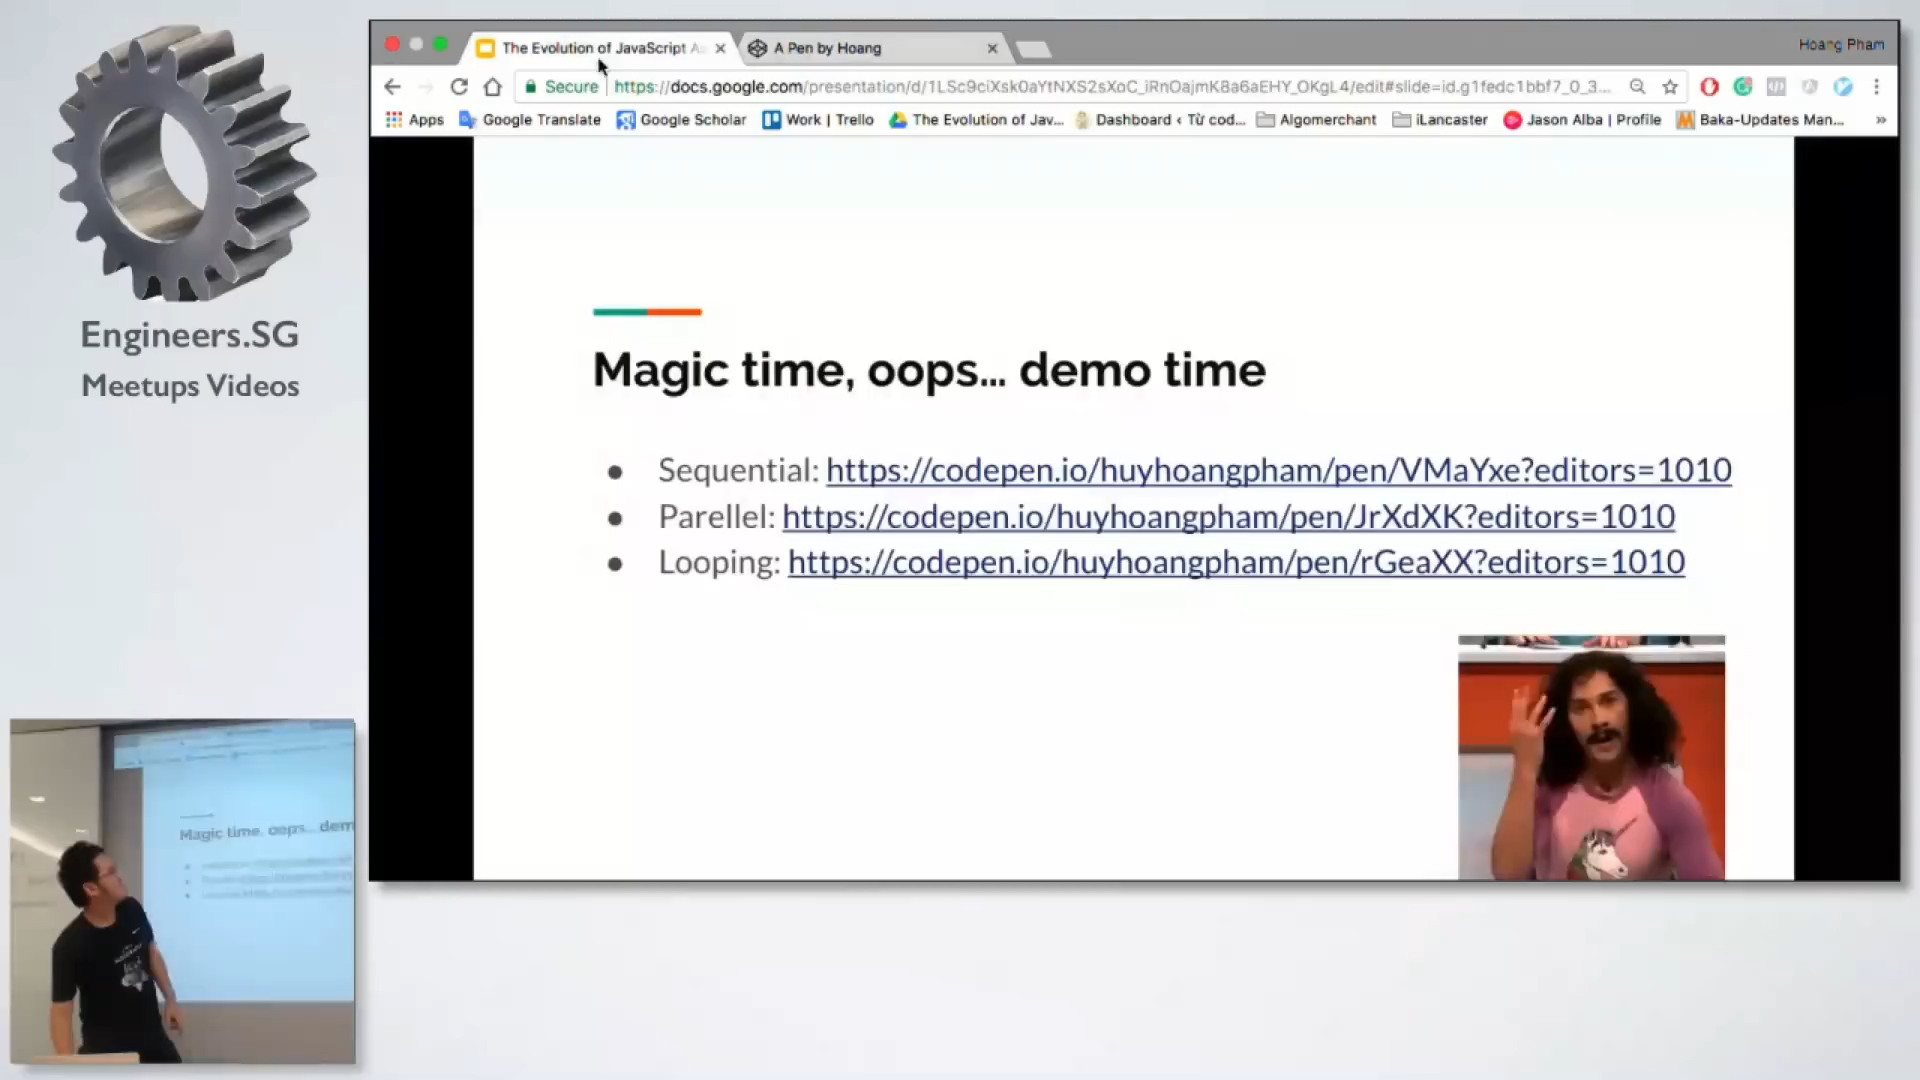 Engineers.SG
Meetups Videos
The Evolution of JavaScript A
A Pen by Hoang
Hoang Pham
Secure
https://docs.google.com/presentation/d/1LSc9ciXsk0aYtNXS2sXoC_iRnOajmK8a6aEHY_OKgL4/edit#slide=id.g1fedc1bbf7_0_3...
Apps
Google Translate
Google Scholar
Work | Trello
The Evolution of Jav...
Dashboard ‹ Từ cod...
Algomerchant
iLancaster
Jason Alba | Profile
Baka-Updates Man...
»
Magic time, oops... demo time
● Sequential: https://codepen.io/huyhoangpham/pen/VMaYxe?editors=1010
● Parellel: https://codepen.io/huyhoangpham/pen/JrXdXK?editors=1010
● Looping: https://codepen.io/huyhoangpham/pen/rGeaXX?editors=1010
Magic time, oops... dem